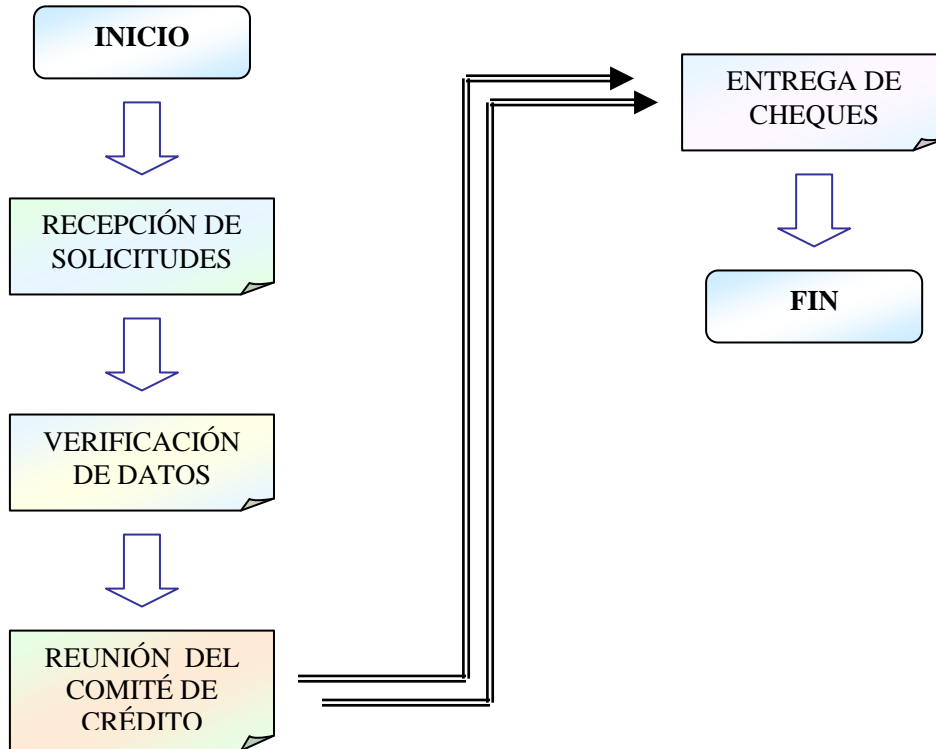 INICIO
RECEPCIÓN DE
SOLICITUDES
VERIFICACIÓN
DE DATOS
REUNIÓN DEL
COMITÉ DE
CRÉDITO
ENTREGA DE
CHEQUES
FIN